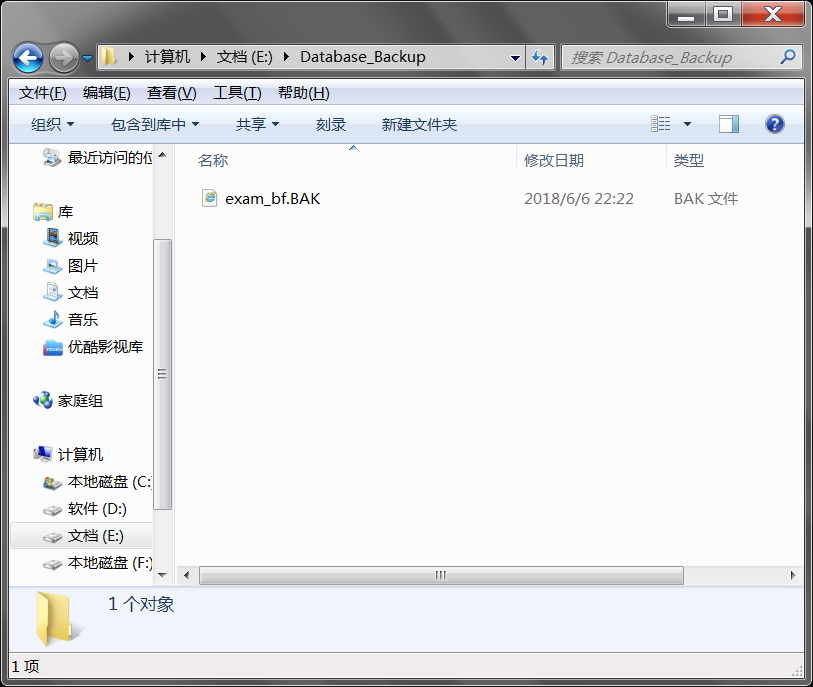 计算机 文档 (E:) Database_Backup 搜索 Database_Backup
文件(F) 编辑(E) 查看(V) 工具(T) 帮助(H)
组织 包含到库中 共享 刻录 新建文件夹
最近访问的位
库
视频
图片
文档
音乐
优酷影视库
家庭组
计算机
本地磁盘 (C:)
软件 (D:)
文档 (E:)
本地磁盘 (F:)
名称 修改日期 类型
exam_bf.BAK 2018/6/6 22:22 BAK 文件
1 个对象
1 项